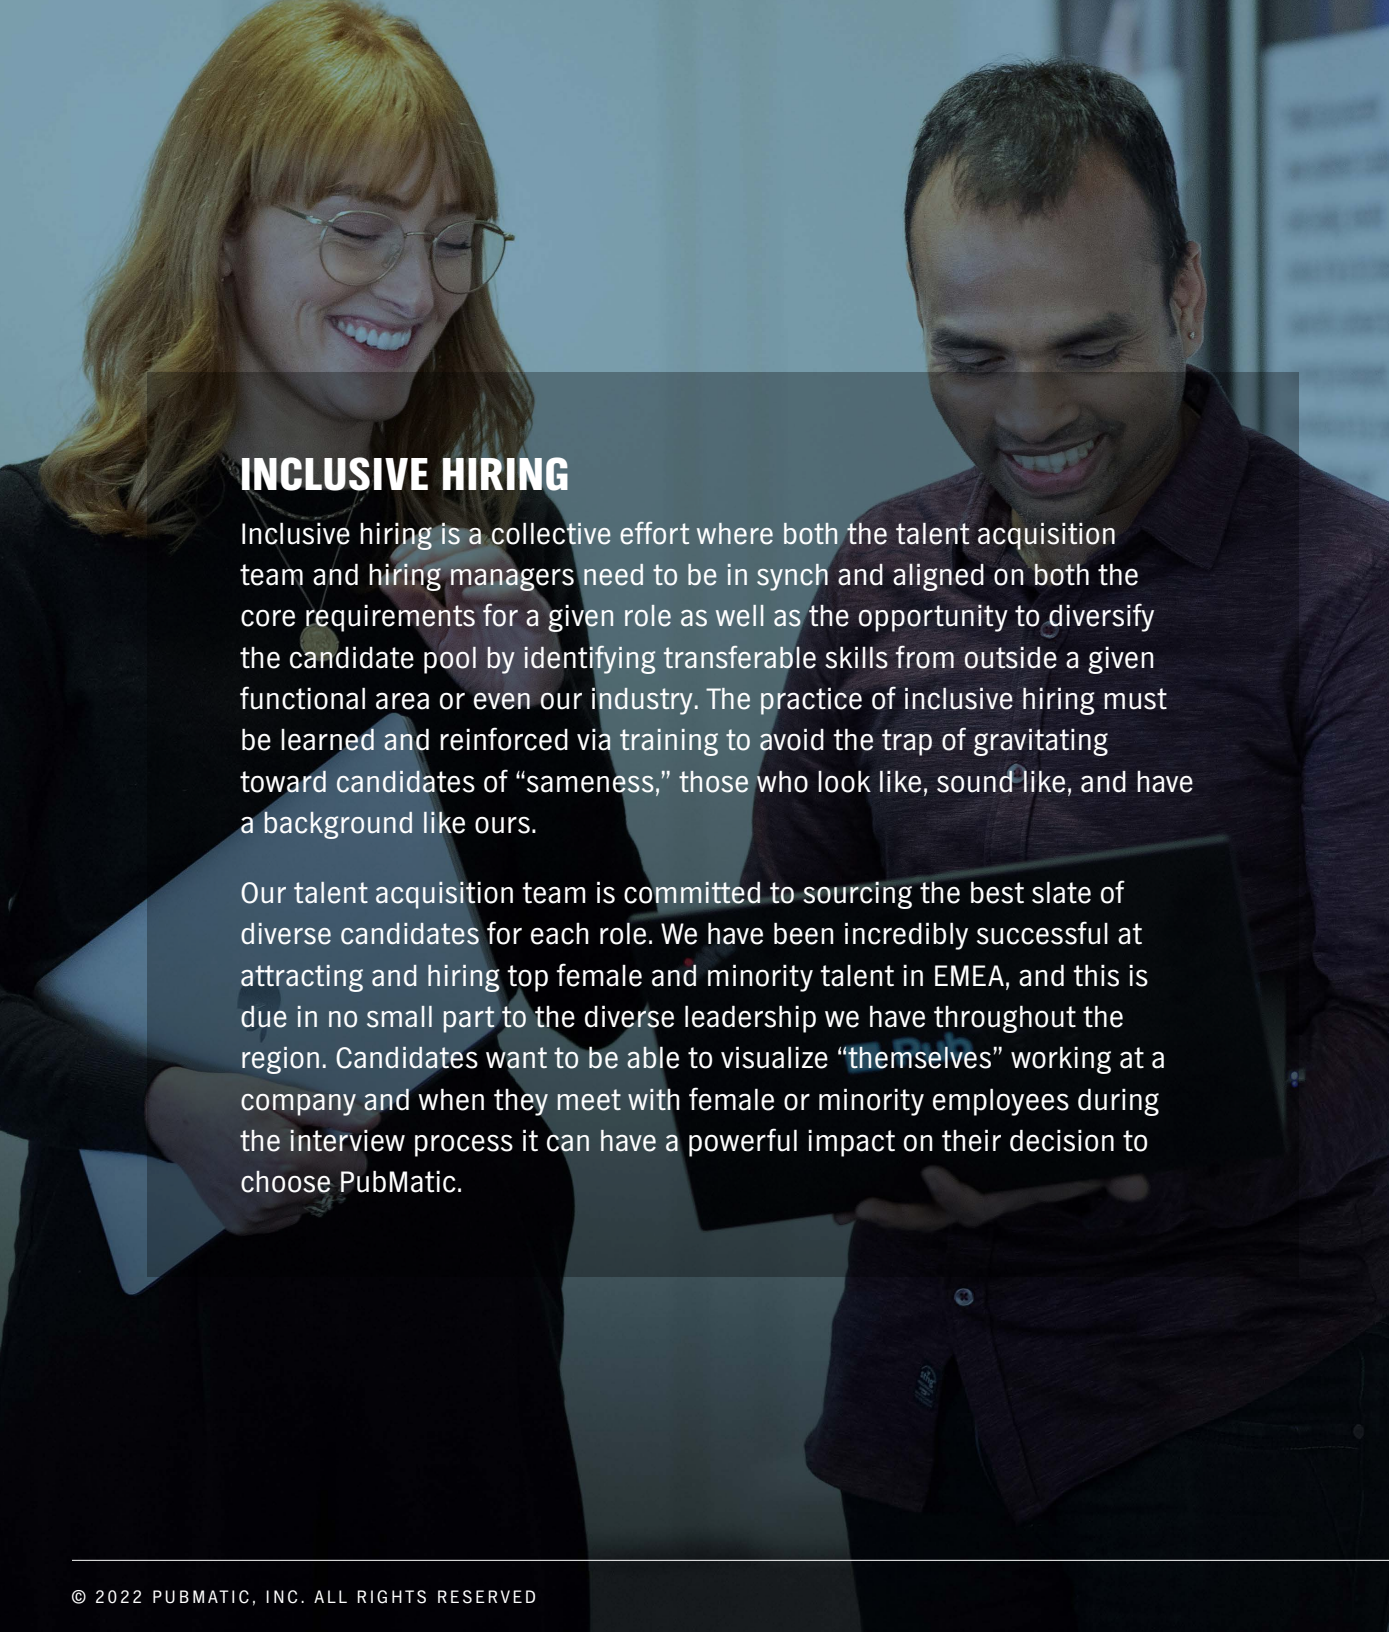 INCLUSIVE HIRING
Inclusive hiring is a collective effort where both the talent acquisition
team and hiring managers need to be in synch and aligned on both the
core requirements for a given role as well as the opportunity to diversify
the candidate pool by identifying transferable skills from outside a given
functional area or even our industry. The practice of inclusive hiring must
be learned and reinforced via training to avoid the trap of gravitating
toward candidates of “sameness,” those who look like, sound like, and have
a background like ours.
Our talent acquisition team is committed to sourcing the best slate of
diverse candidates for each role. We have been incredibly successful at
attracting and hiring top female and minority talent in EMEA, and this is
due in no small part to the diverse leadership we have throughout the
region. Candidates want to be able to visualize “themselves” working at a
company and when they meet with female or minority employees during
the interview process it can have a powerful impact on their decision to
choose PubMatic.
Pub
© 2022 PUBMATIC, INC. ALL RIGHTS RESERVED